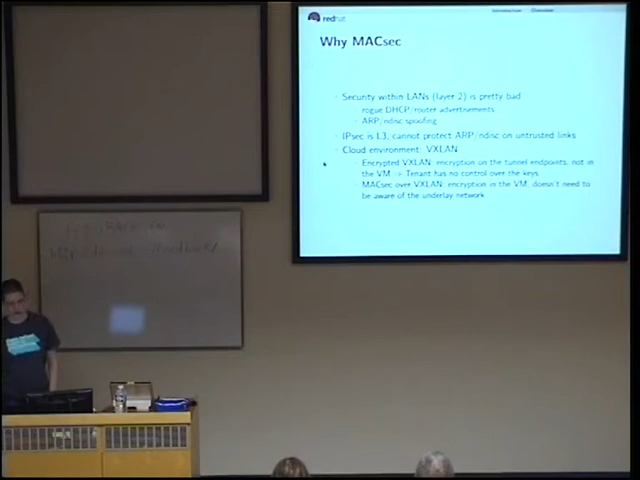 redhat
Introduction Overview
Why MACsec
Security within LANs (layer 2) is pretty bad
rogue DHCP/router advertisements
ARP/ndisc spoofing
IPsec is L3, cannot protect ARP/ndisc on untrusted links
Cloud environment: VXLAN
Encrypted VXLAN: encryption on the tunnel endpoints, not in
the VM -> Tenant has no control over the keys
MACsec over VXLAN: encryption in the VM, doesn't need to
be aware of the underlay network